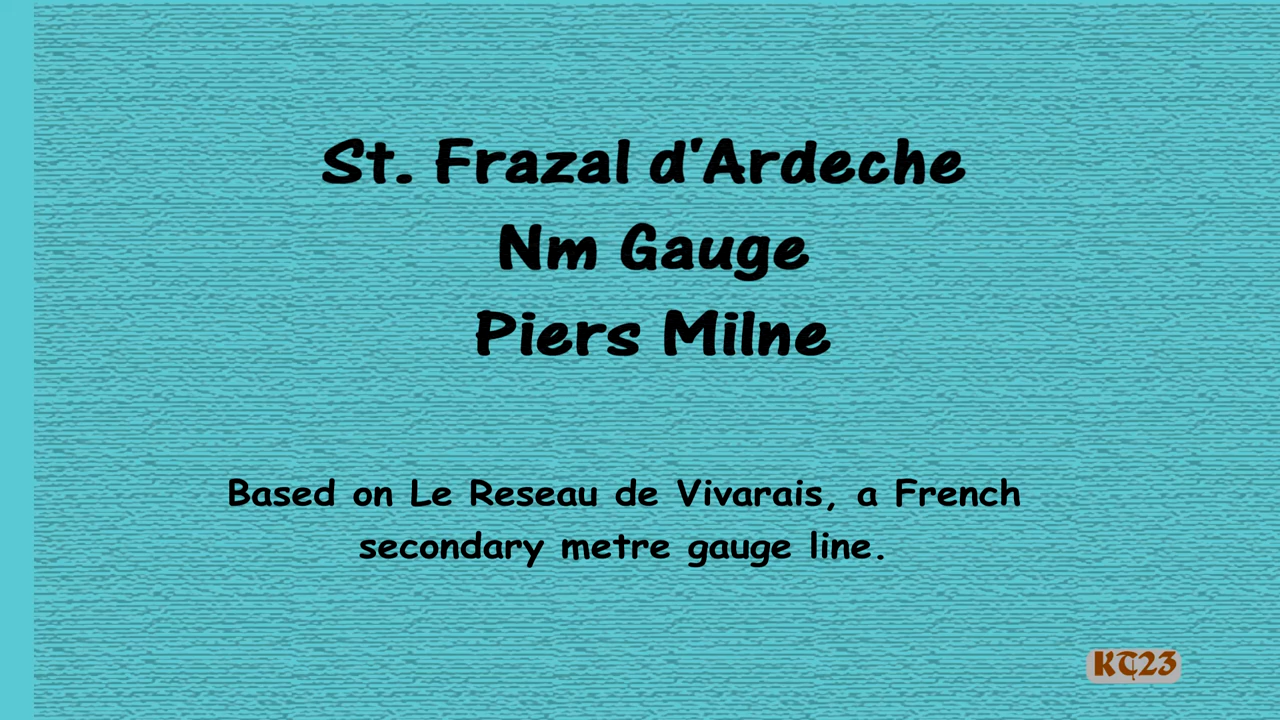 St. Frazal d'Ardeche
Nm Gauge
Piers Milne
Based on Le Reseau de Vivarais, a French
secondary metre gauge line.
KT23